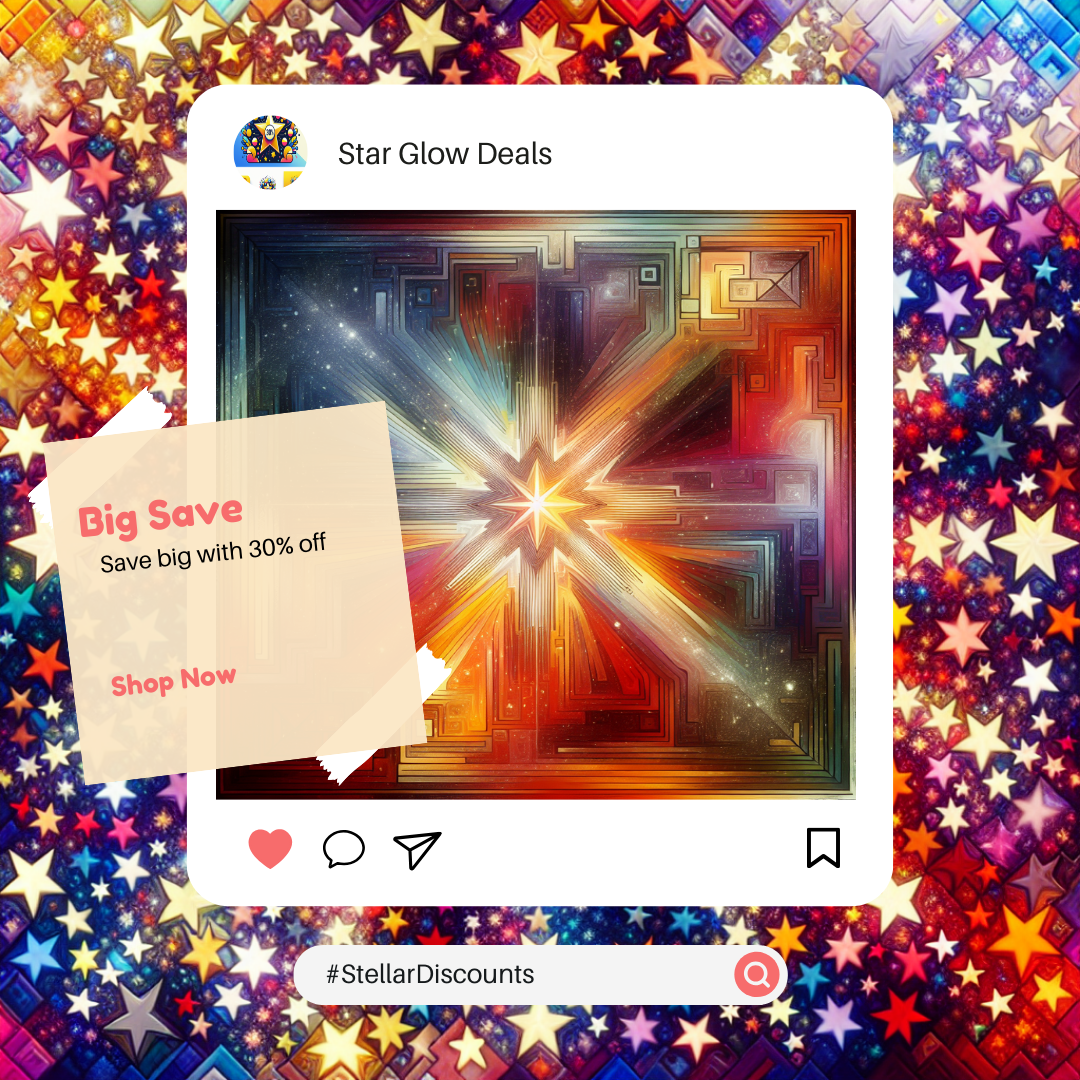 Star Glow Deals
Big Save
Save big with 30% off
Shop Now
#StellarDiscounts